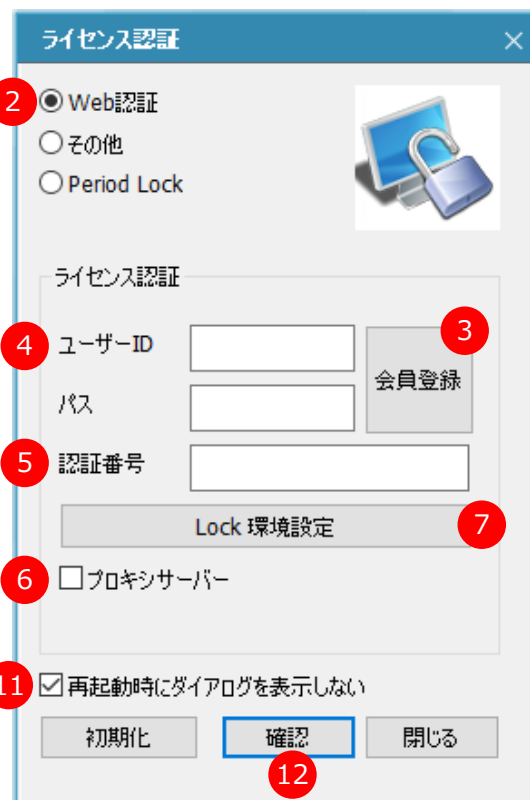 ライセンス認証
2 Web認証
その他
Period Lock
ライセンス認証
3
4 ユーザーID
会員登録
パス
5 認証番号
Lock 環境設定 7
6 プロキシサーバー
11 再起動時にダイアログを表示しない
初期化 確認 閉じる
12